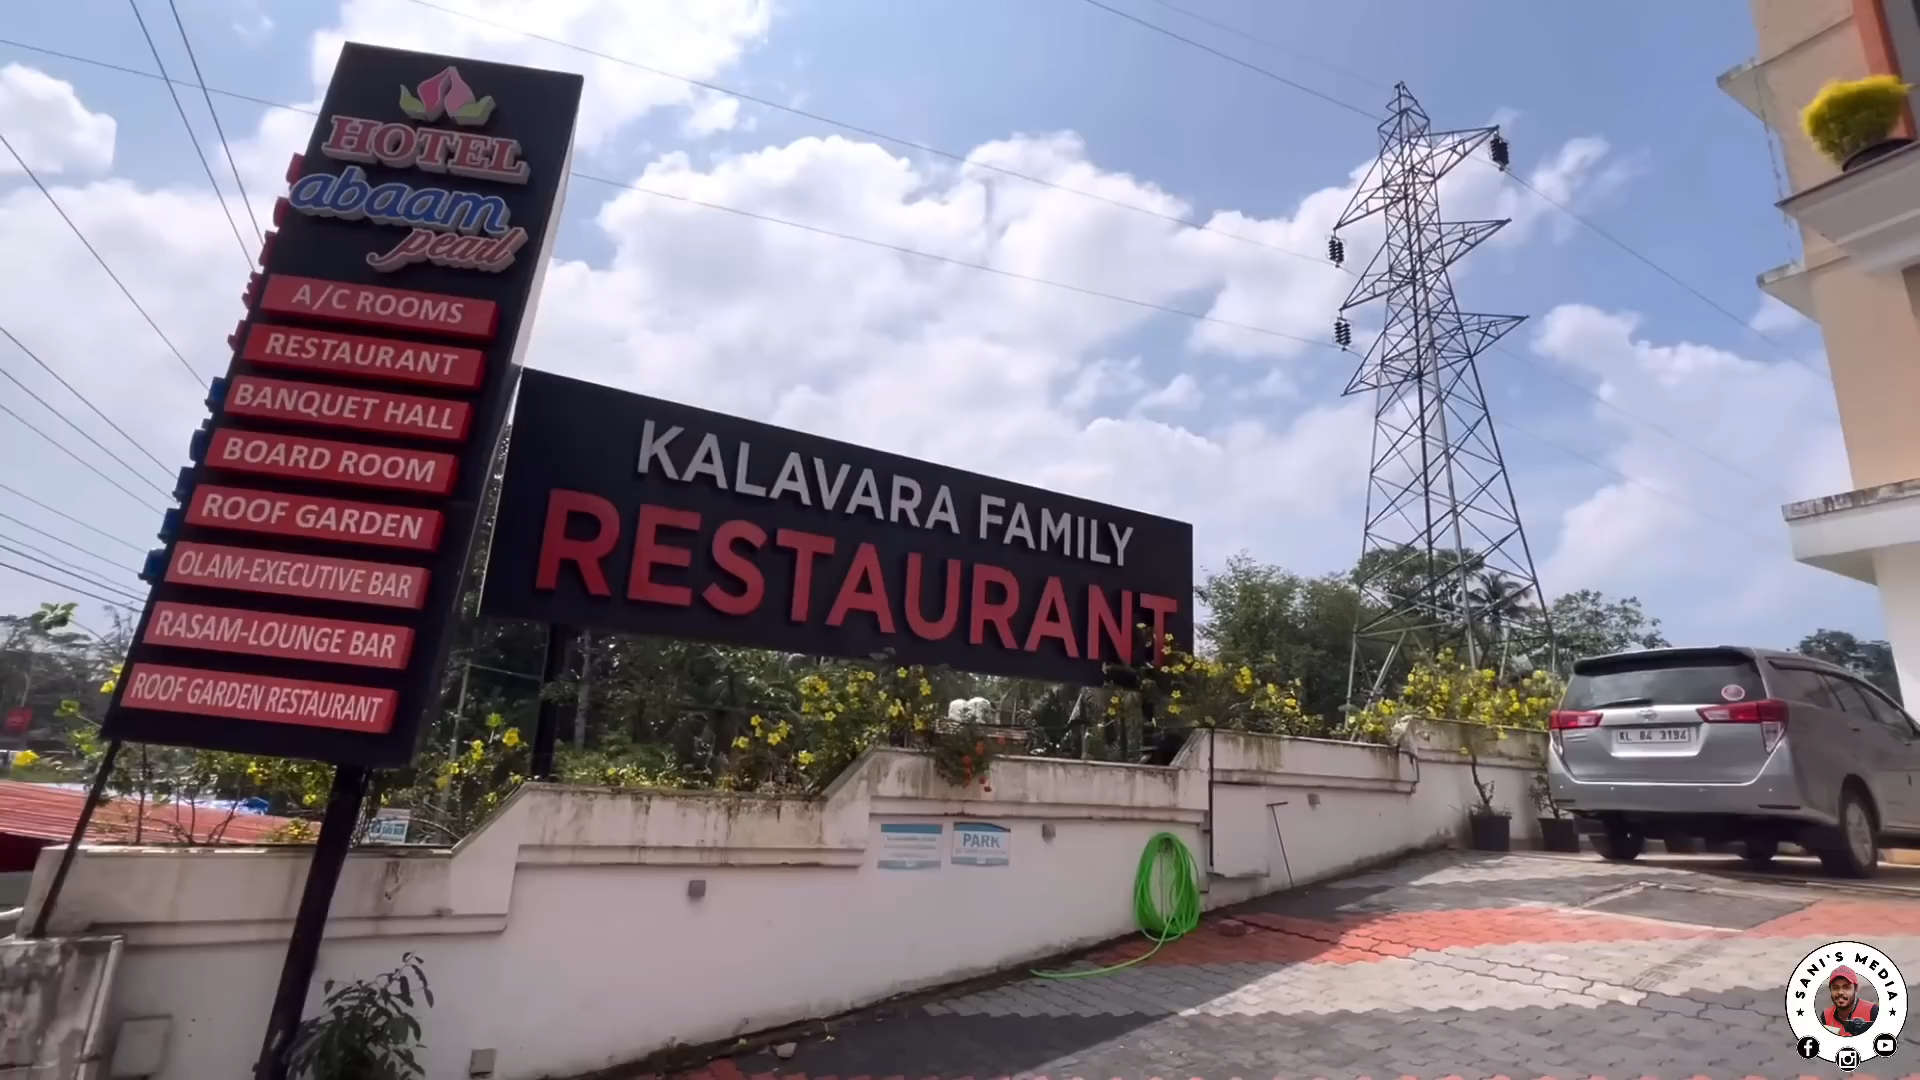 HOTEL
abaam
pearl
A/C ROOMS
RESTAURANT
BANQUET HALL
BOARD ROOM
ROOF GARDEN
OLAM-EXECUTIVE BAR
RASAM-LOUNGE BAR
ROOF GARDEN RESTAURANT
KALAVARA FAMILY
RESTAURANT
PARK
KL 64 3194
SANI'S MEDIA